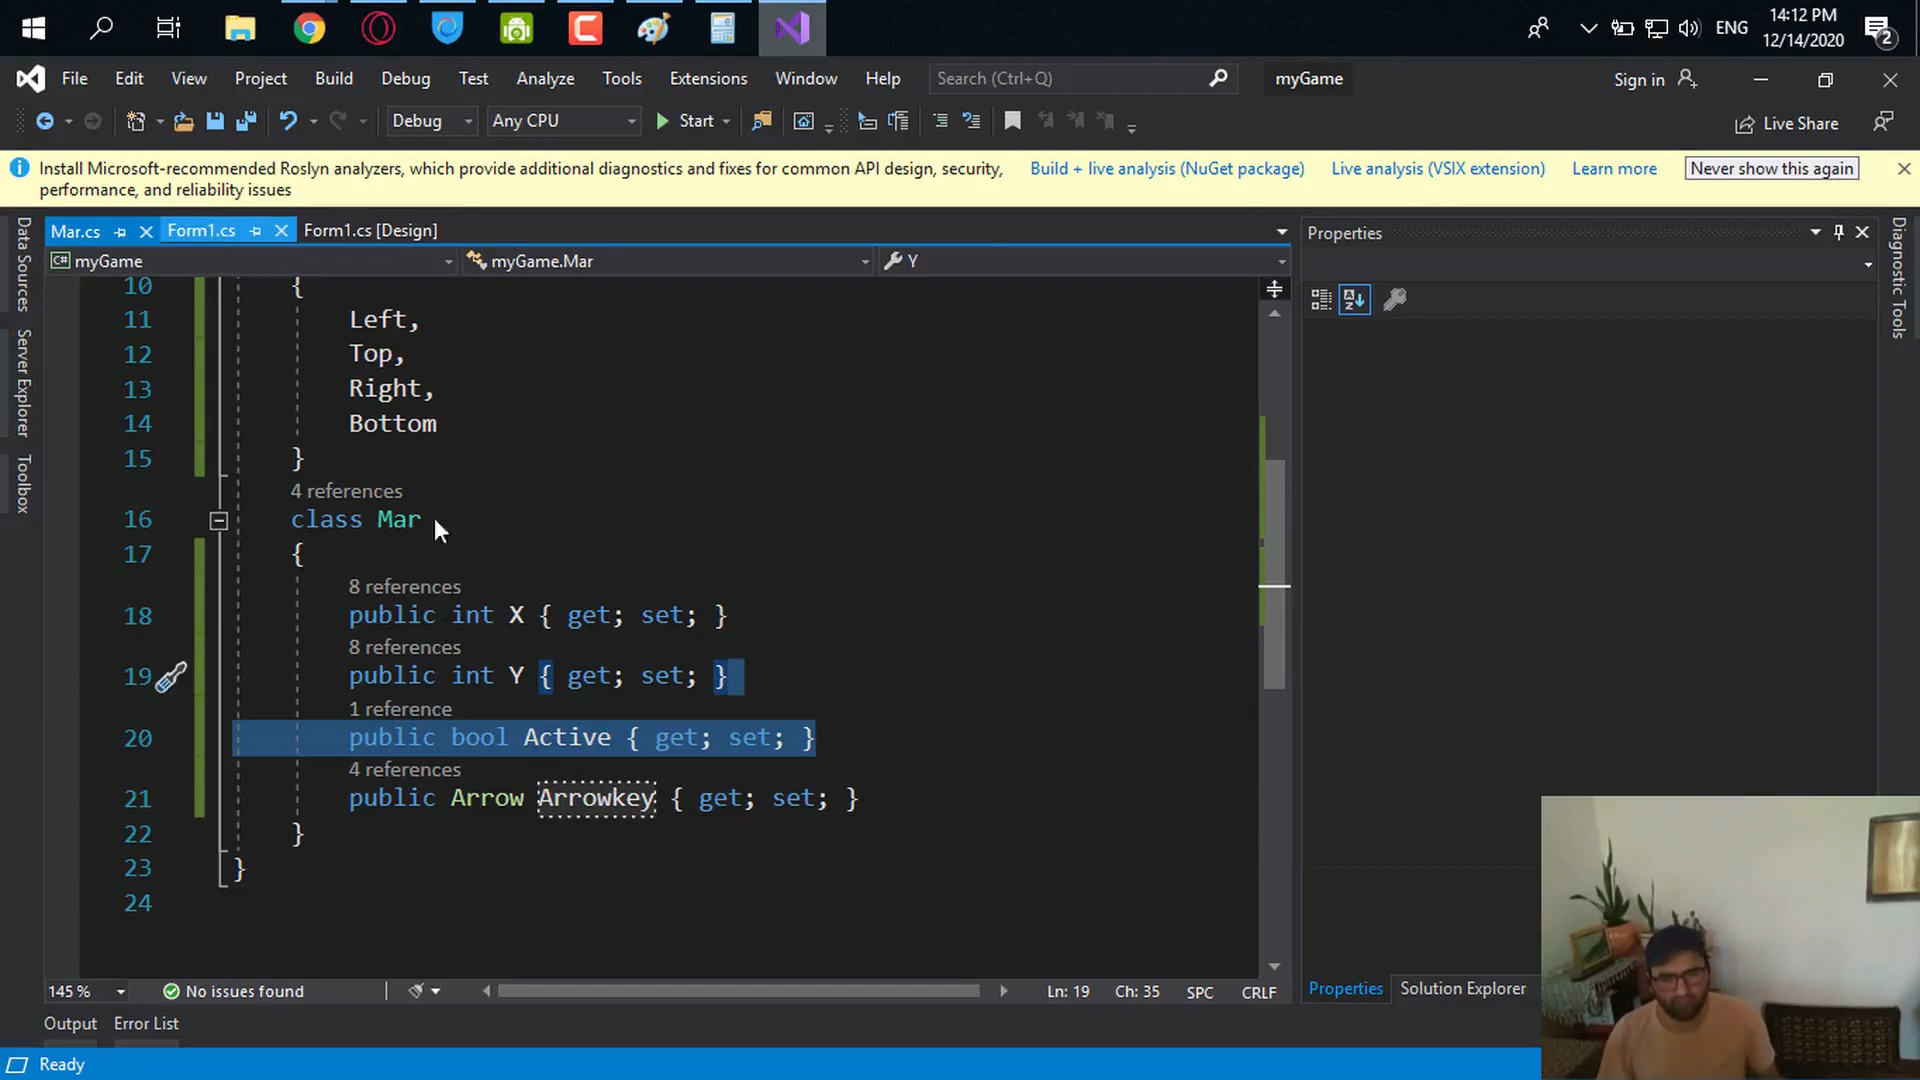 14:12 PM
ENG
12/14/2020
2
File Edit View Project Build Debug Test Analyze Tools Extensions Window Help Search (Ctrl+Q) myGame Sign in
Debug Any CPU Start Live Share
Install Microsoft-recommended Roslyn analyzers, which provide additional diagnostics and fixes for common API design, security, performance, and reliability issues
Build + live analysis (NuGet package) Live analysis (VSIX extension) Learn more Never show this again
Data Sources
Server Explorer
Toolbox
Mar.cs Form1.cs Form1.cs [Design]
C# myGame myGame.Mar Y
10 {
11 Left,
12 Top,
13 Right,
14 Bottom
15 }
4 references
16 class Mar
17 {
8 references
18 public int X { get; set; }
8 references
19 public int Y { get; set; }
1 reference
20 public bool Active { get; set; }
4 references
21 public Arrow Arrowkey { get; set; }
22 }
23 }
24
145 % No issues found Ln: 19 Ch: 35 SPC CRLF
Properties
Properties Solution Explorer
Diagnostic Tools
Output Error List
Ready